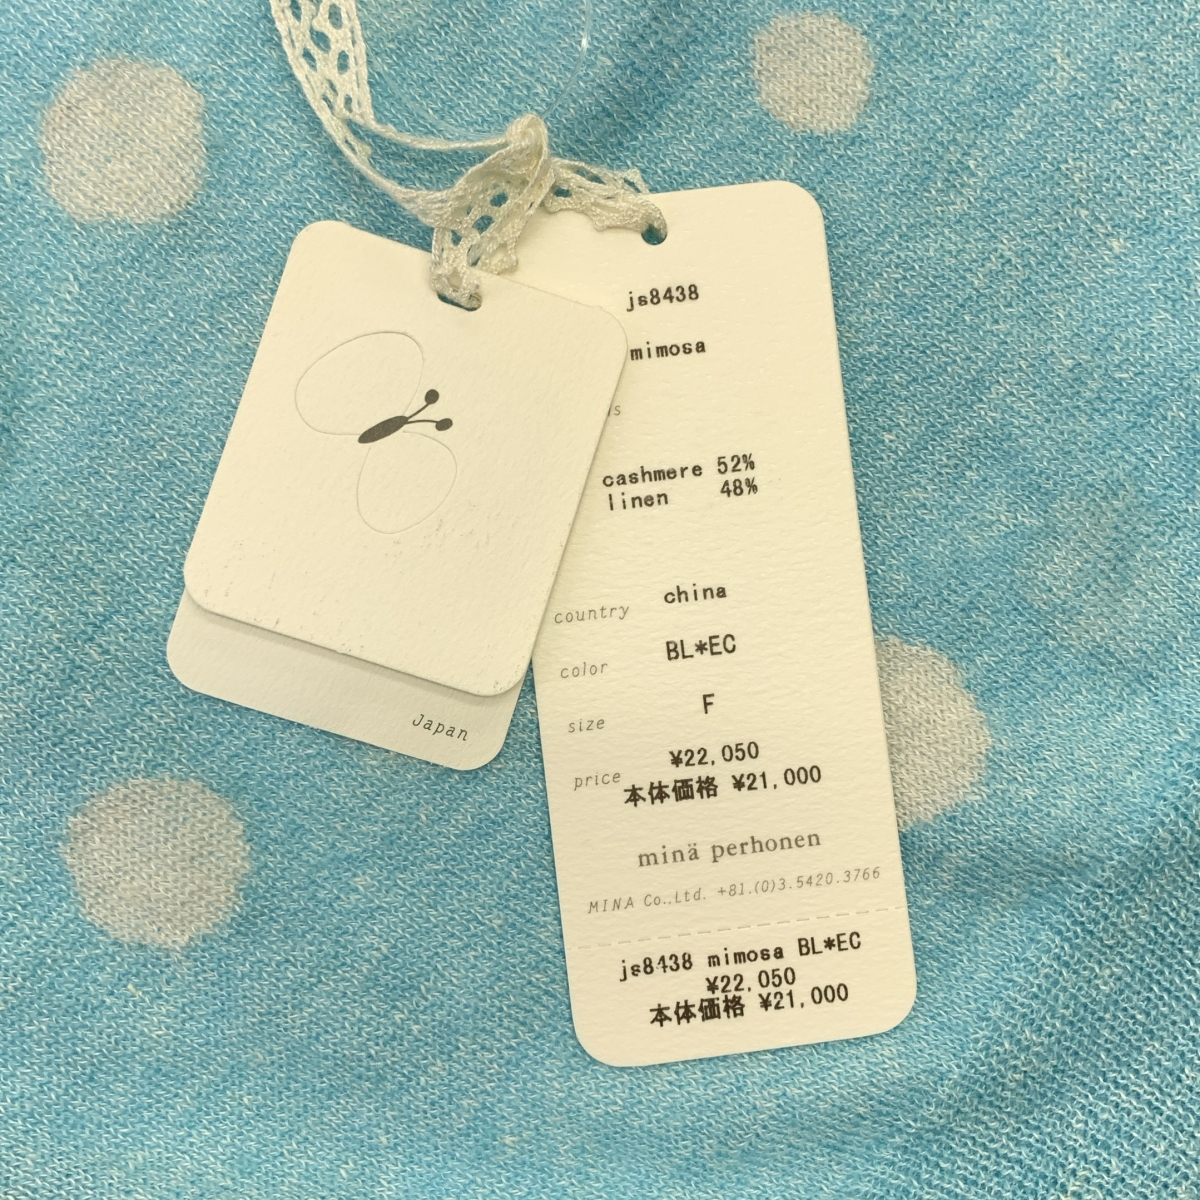 js8438
mimosa
cashmere 52%
linen 48%
country china
color BL*EC
size F
price ¥22,050
本体価格 ¥21,000
minä perhonen
MINA Co.,Ltd. +81.(0)3.5420.3766
js8438 mimosa BL*EC
¥22,050
本体価格 ¥21,000
Japan